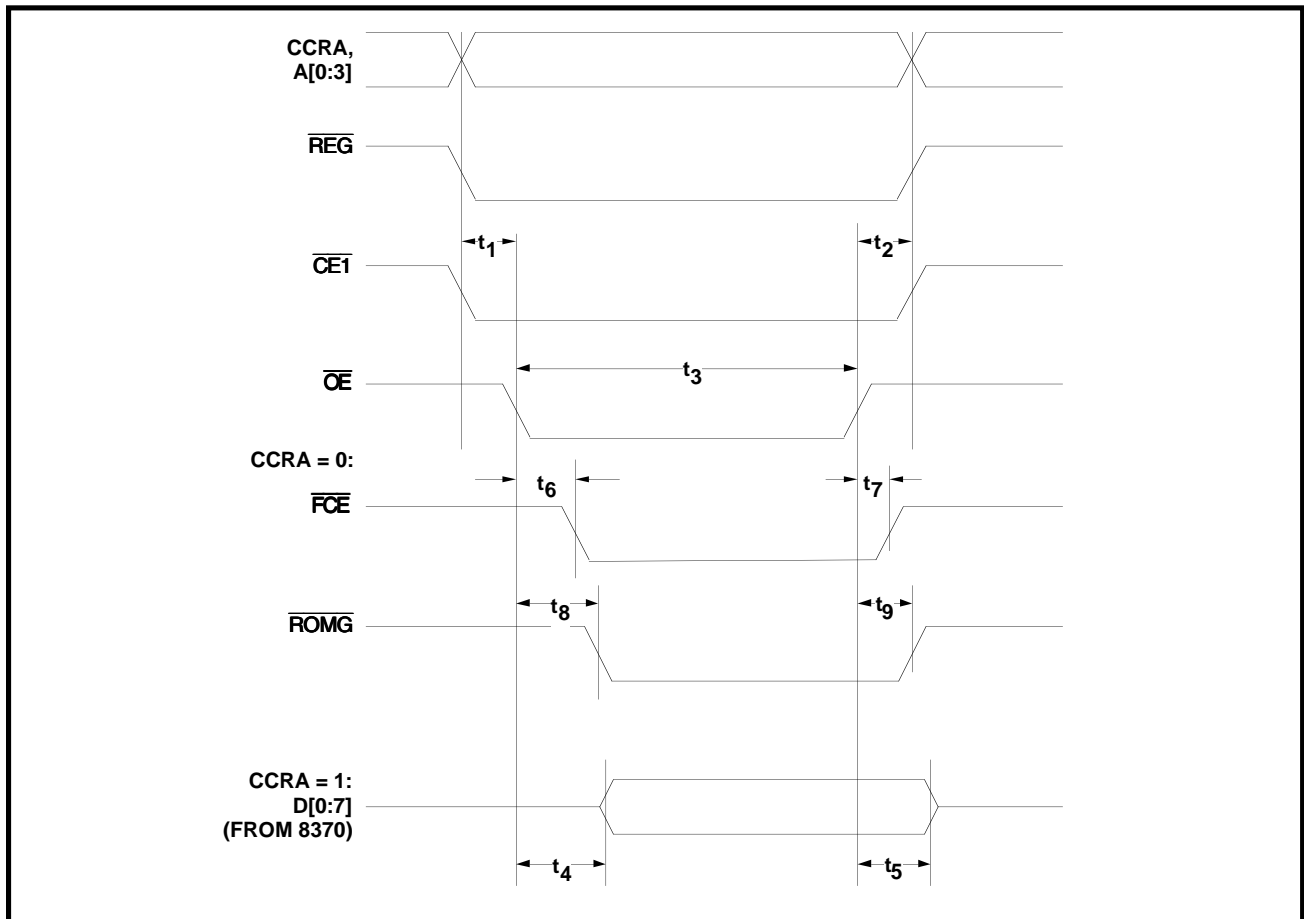 CCRA,
A[0:3]
REG
t1 t2
CE1
t3
OE
CCRA = 0:
t6 t7
FCE
t8 t9
ROMG
CCRA = 1:
D[0:7]
(FROM 8370)
t4 t5